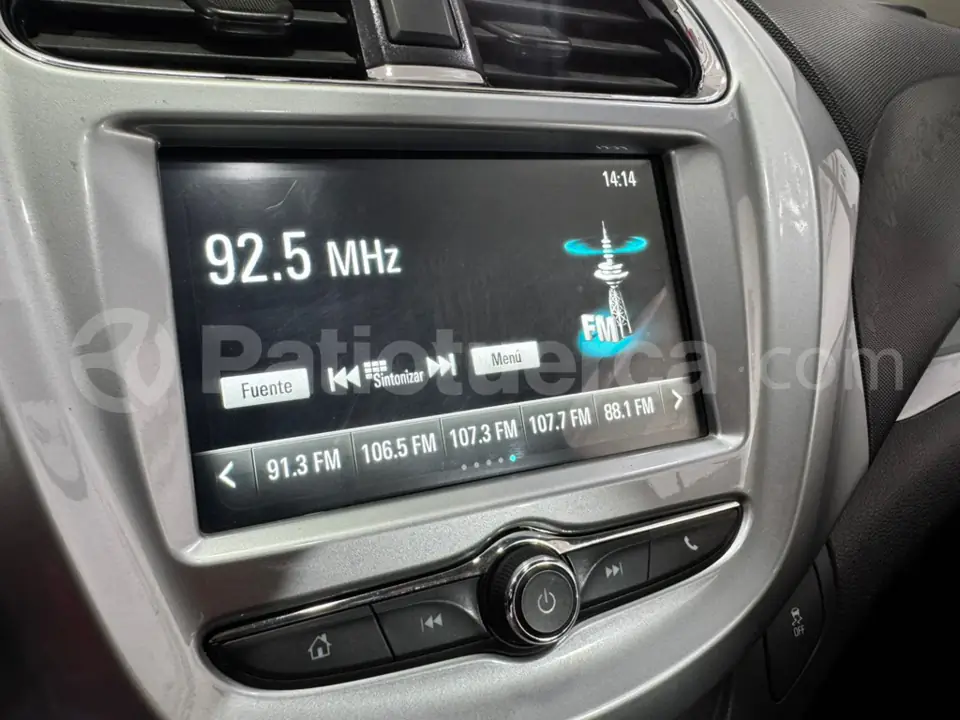 14:14
92.5 MHz
FM
Patiotuerca.com
Fuente
Sintonizar
Menú
91.3 FM
106.5 FM
107.3 FM
107.7 FM
88.1 FM
OFF